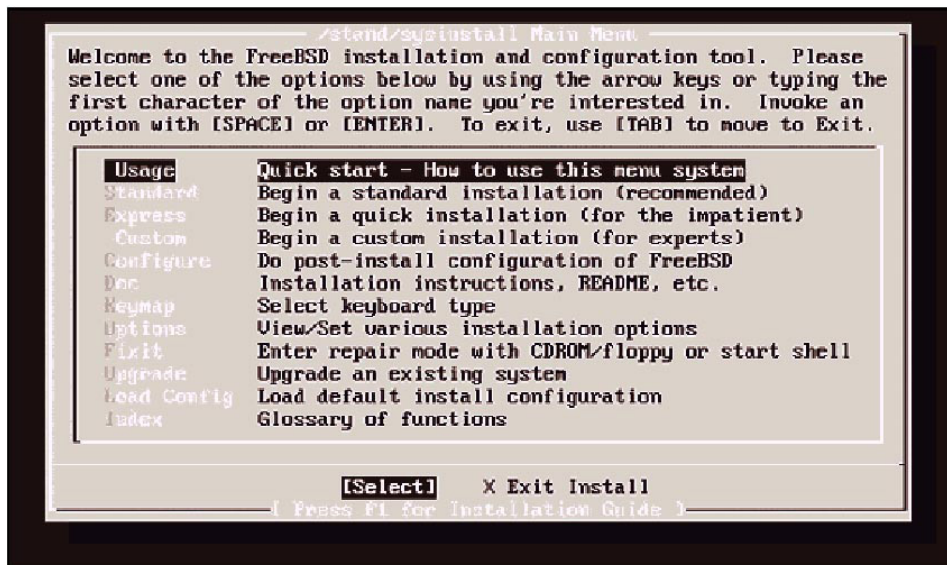 /stand/sysinstall Main Menu
Welcome to the FreeBSD installation and configuration tool.  Please
select one of the options below by using the arrow keys or typing the
first character of the option name you're interested in.  Invoke an
option with [SPACE] or [ENTER].  To exit, use [TAB] to move to Exit.
Usage Quick start - How to use this menu system
Standard Begin a standard installation (recommended)
Express Begin a quick installation (for the impatient)
Custom Begin a custom installation (for experts)
Configure Do post-install configuration of FreeBSD
Doc Installation instructions, README, etc.
Keymap Select keyboard type
Options View/Set various installation options
Fixit Enter repair mode with CDROM/floppy or start shell
Upgrade Upgrade an existing system
Load Config Load default install configuration
Index Glossary of functions
[Select] X Exit Install
[ Press F1 for Installation Guide ]